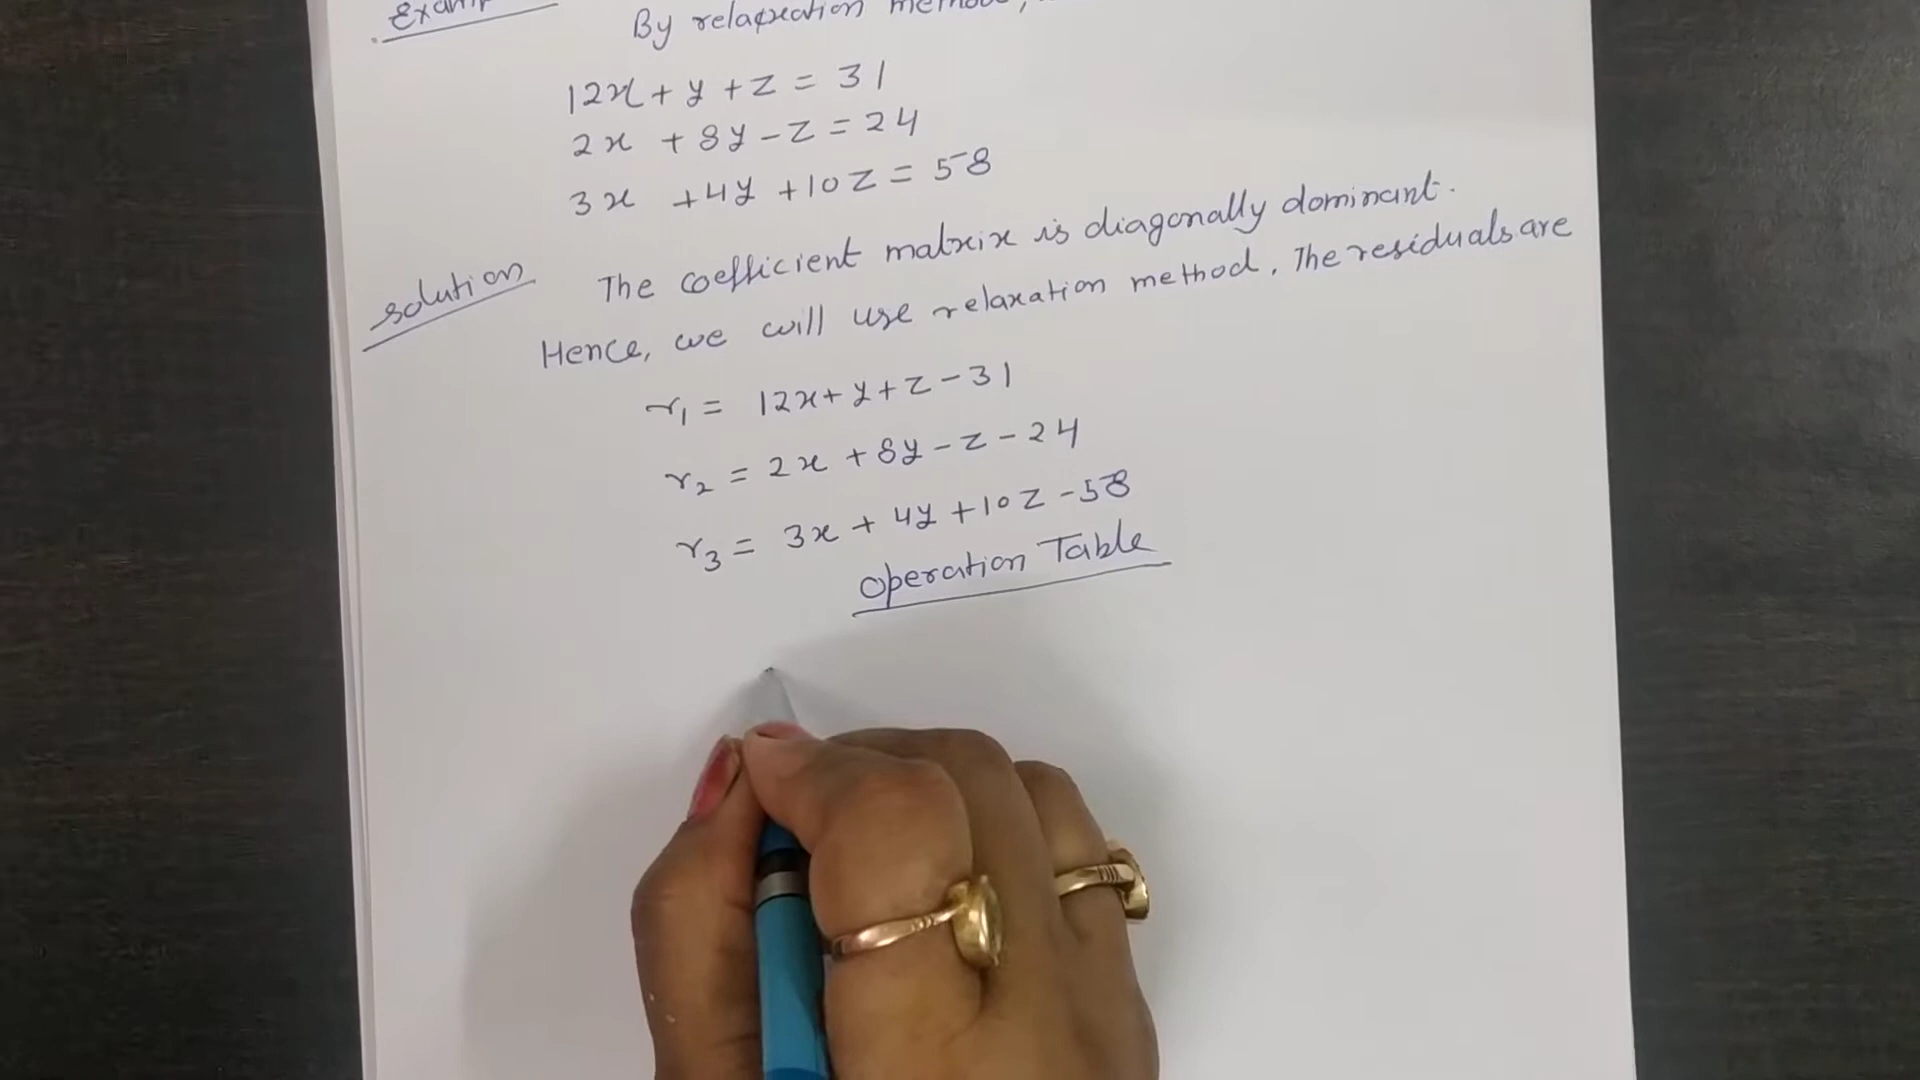 By relaxation
12x + y + z = 31
2x + 8y - z = 24
3x + 4y + 10z = 58
Solution The coefficient matrix is diagonally dominant.
Hence, we will use relaxation method. The residuals are
r₁ = 12x + y + z - 31
r₂ = 2x + 8y - z - 24
r₃ = 3x + 4y + 10z - 58
Operation Table